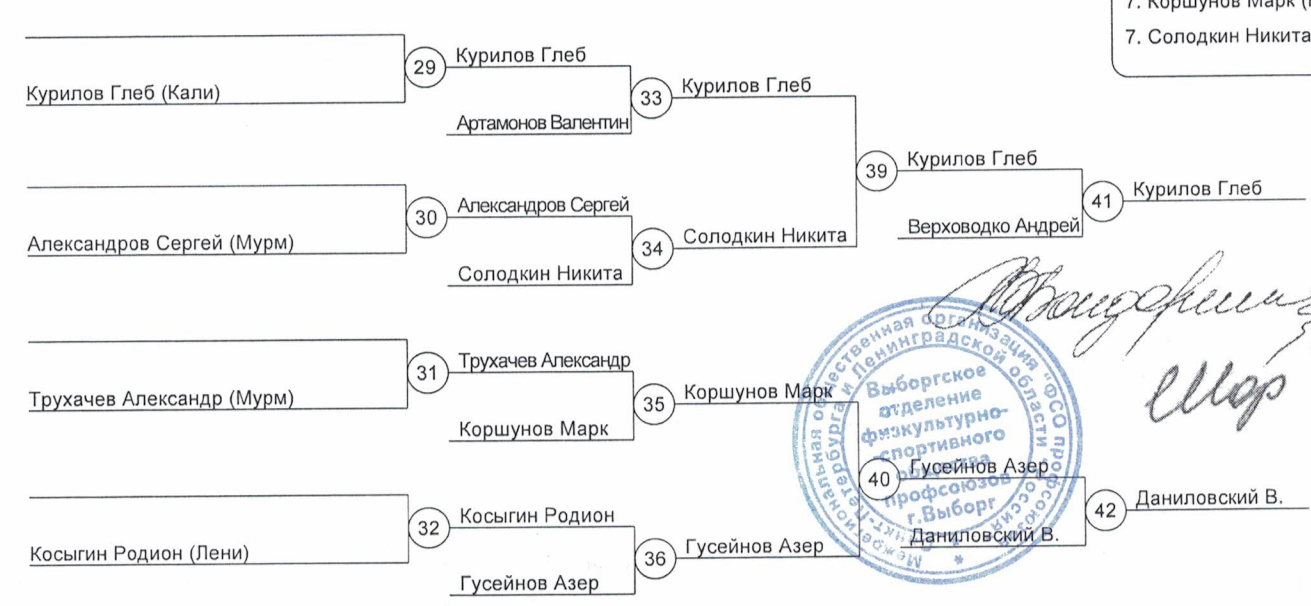 7. Коршунов Марк (
7. Солодкин Никита
29
Курилов Глеб
Курилов Глеб (Кали)
33
Курилов Глеб
Артамонов Валентин
39
Курилов Глеб
30
Александров Сергей
Александров Сергей (Мурм)
34
Солодкин Никита
Солодкин Никита
41
Курилов Глеб
Верховодко Андрей
31
Трухачев Александр
Трухачев Александр (Мурм)
35
Коршунов Марк
Коршунов Марк
40
Гусейнов Азер
32
Косыгин Родион
Косыгин Родион (Лени)
36
Гусейнов Азер
Гусейнов Азер
42
Даниловский В.
Даниловский В.
Межрегиональная общественная организация "ФСО профсоюзов
Петербурга и Ленинградской области "Россия"
Выборгское
отделение
физкультурно-
спортивного
общества
профсоюзов
г.Выборг